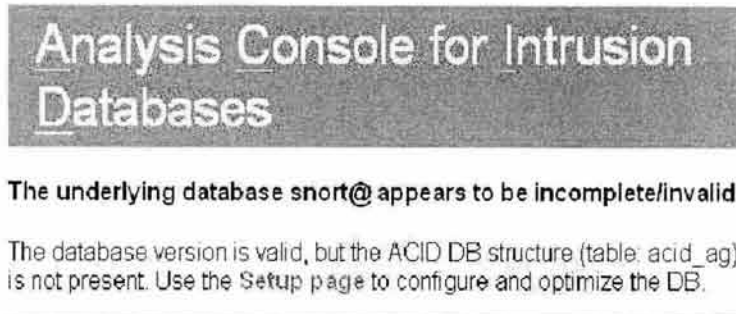 Analysis Console for Intrusion
Databases
The underlying database snort@ appears to be incomplete/invalid
The database version is valid, but the ACID DB structure (table: acid_ag)
is not present. Use the Setup page to configure and optimize the DB.